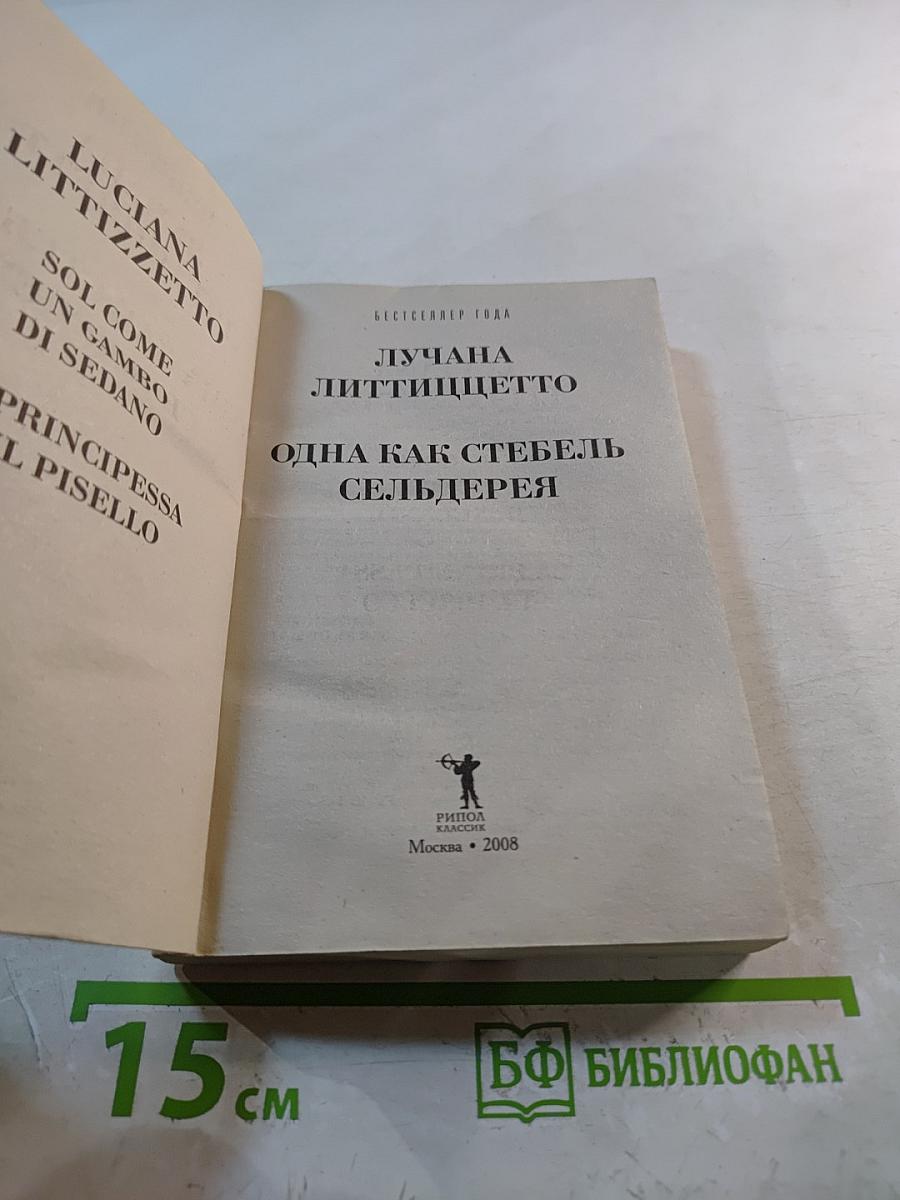 LUCIANA
LITTIZZETTO
SOL COME
UN GAMBO
DI SEDANO
PRINCIPESSA
L PISELLO
БЕСТСЕЛЛЕР ГОДА
ЛУЧАНА
ЛИТТИЦЦЕТТО
ОДНА КАК СТЕБЕЛЬ
СЕЛЬДЕРЕЯ
РИПОЛ
КЛАССИК
Москва • 2008
15 см
БФ БИБЛИОФАН